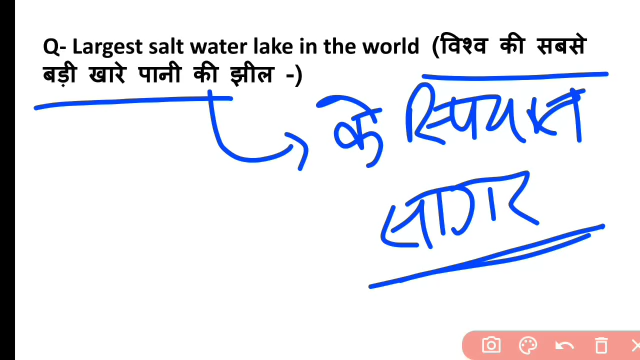 Q- Largest salt water lake in the world (विश्व की सबसे
बड़ी खारे पानी की झील -)
के स्पियन
सागर